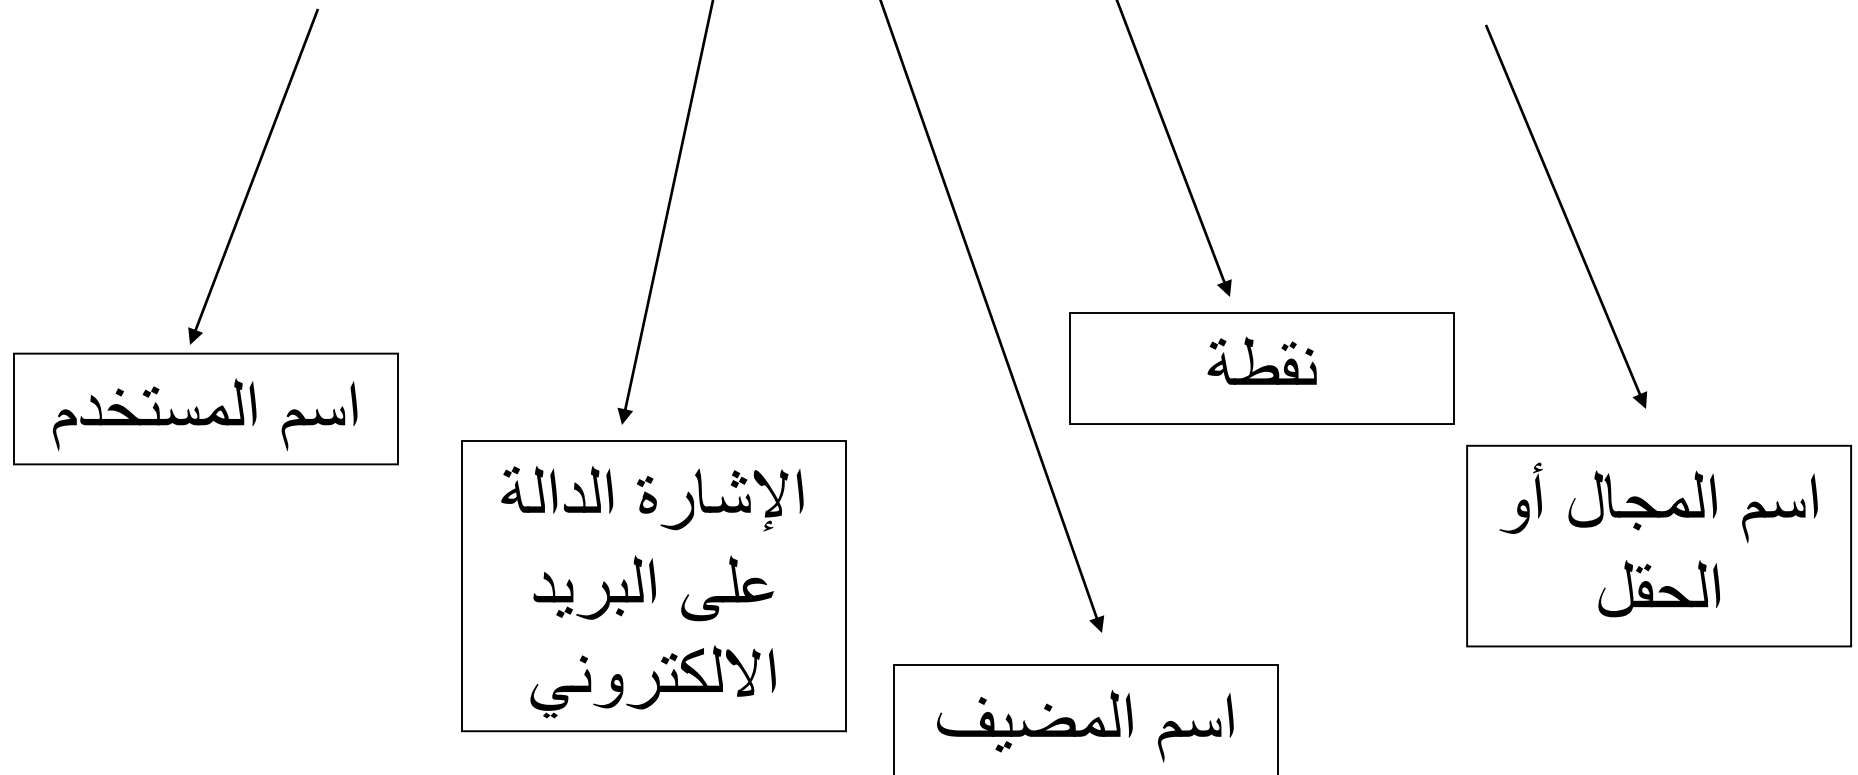 اسم المستخدم
الإشارة الدالة
على البريد
الالكتروني
اسم المضيف
نقطة
اسم المجال أو
الحقل